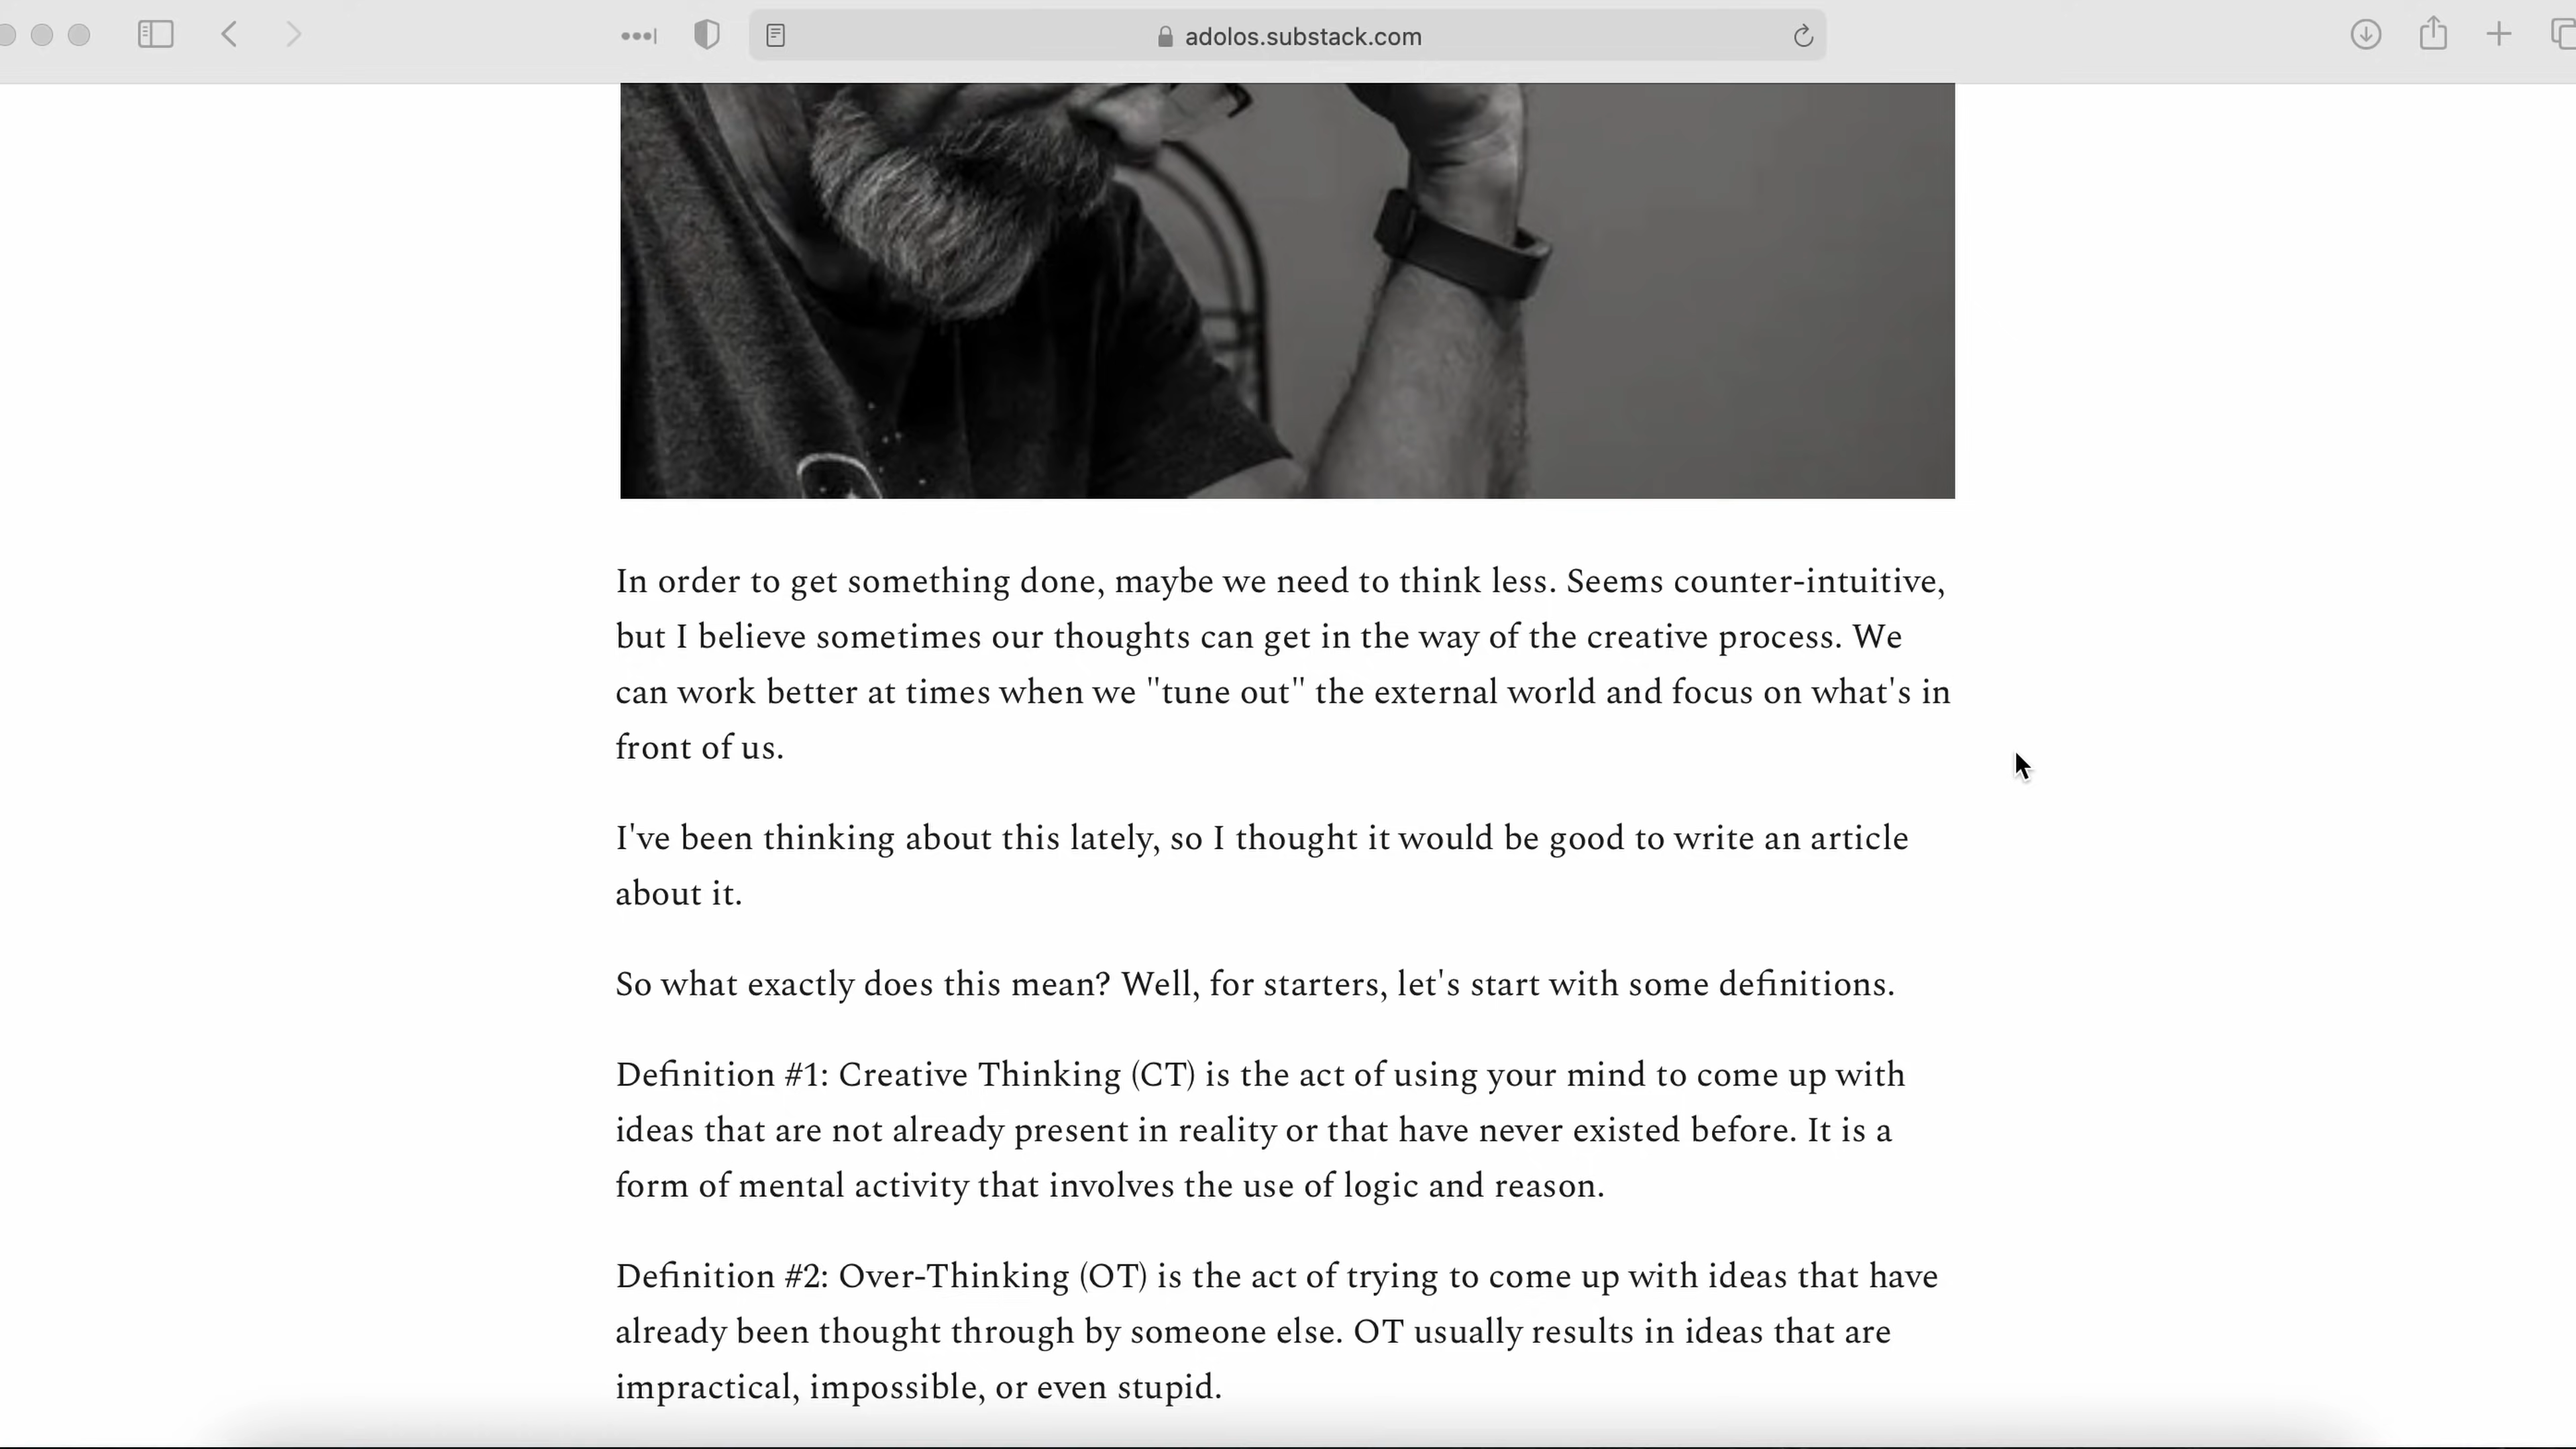 adolos.substack.com
In order to get something done, maybe we need to think less. Seems counter-intuitive,
but I believe sometimes our thoughts can get in the way of the creative process. We
can work better at times when we "tune out" the external world and focus on what's in
front of us.
I've been thinking about this lately, so I thought it would be good to write an article
about it.
So what exactly does this mean? Well, for starters, let's start with some definitions.
Definition #1: Creative Thinking (CT) is the act of using your mind to come up with
ideas that are not already present in reality or that have never existed before. It is a
form of mental activity that involves the use of logic and reason.
Definition #2: Over-Thinking (OT) is the act of trying to come up with ideas that have
already been thought through by someone else. OT usually results in ideas that are
impractical, impossible, or even stupid.